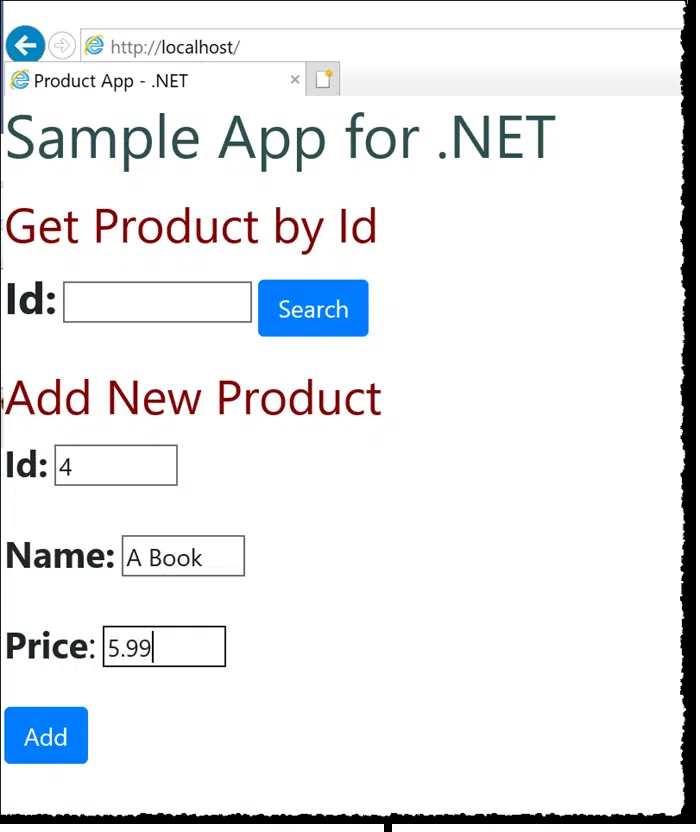 http://localhost/
Product App - .NET
Sample App for .NET
Get Product by Id
Id: Search
Add New Product
Id: 4
Name: A Book
Price: 5.99
Add